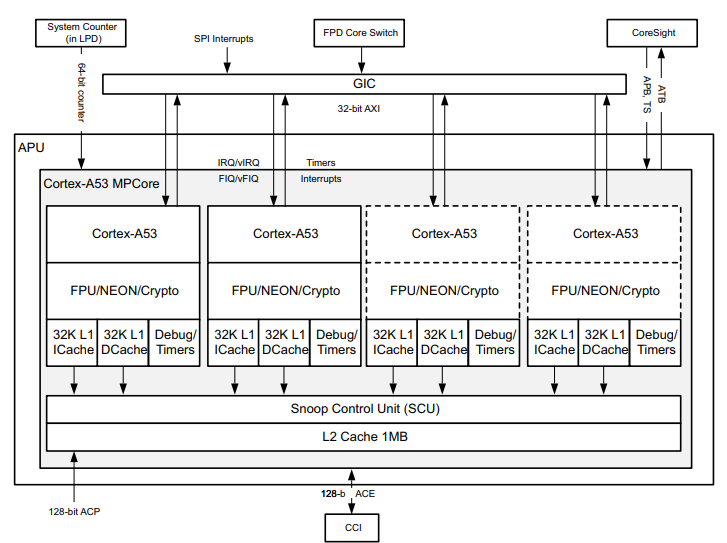 System Counter
(in LPD)
SPI Interrupts
FPD Core Switch
CoreSight
64-bit counter
GIC
32-bit AXI
APB, TS
ATB
APU
IRQ/vIRQ
Timers
FIQ/vFIQ
Interrupts
Cortex-A53 MPCore
Cortex-A53
Cortex-A53
Cortex-A53
Cortex-A53
FPU/NEON/Crypto
FPU/NEON/Crypto
FPU/NEON/Crypto
FPU/NEON/Crypto
32K L1
ICache
32K L1
DCache
Debug/
Timers
32K L1
ICache
32K L1
DCache
Debug/
Timers
32K L1
ICache
32K L1
DCache
Debug/
Timers
32K L1
ICache
32K L1
DCache
Debug/
Timers
Snoop Control Unit (SCU)
L2 Cache 1MB
128-b ACE
128-bit ACP
CCI